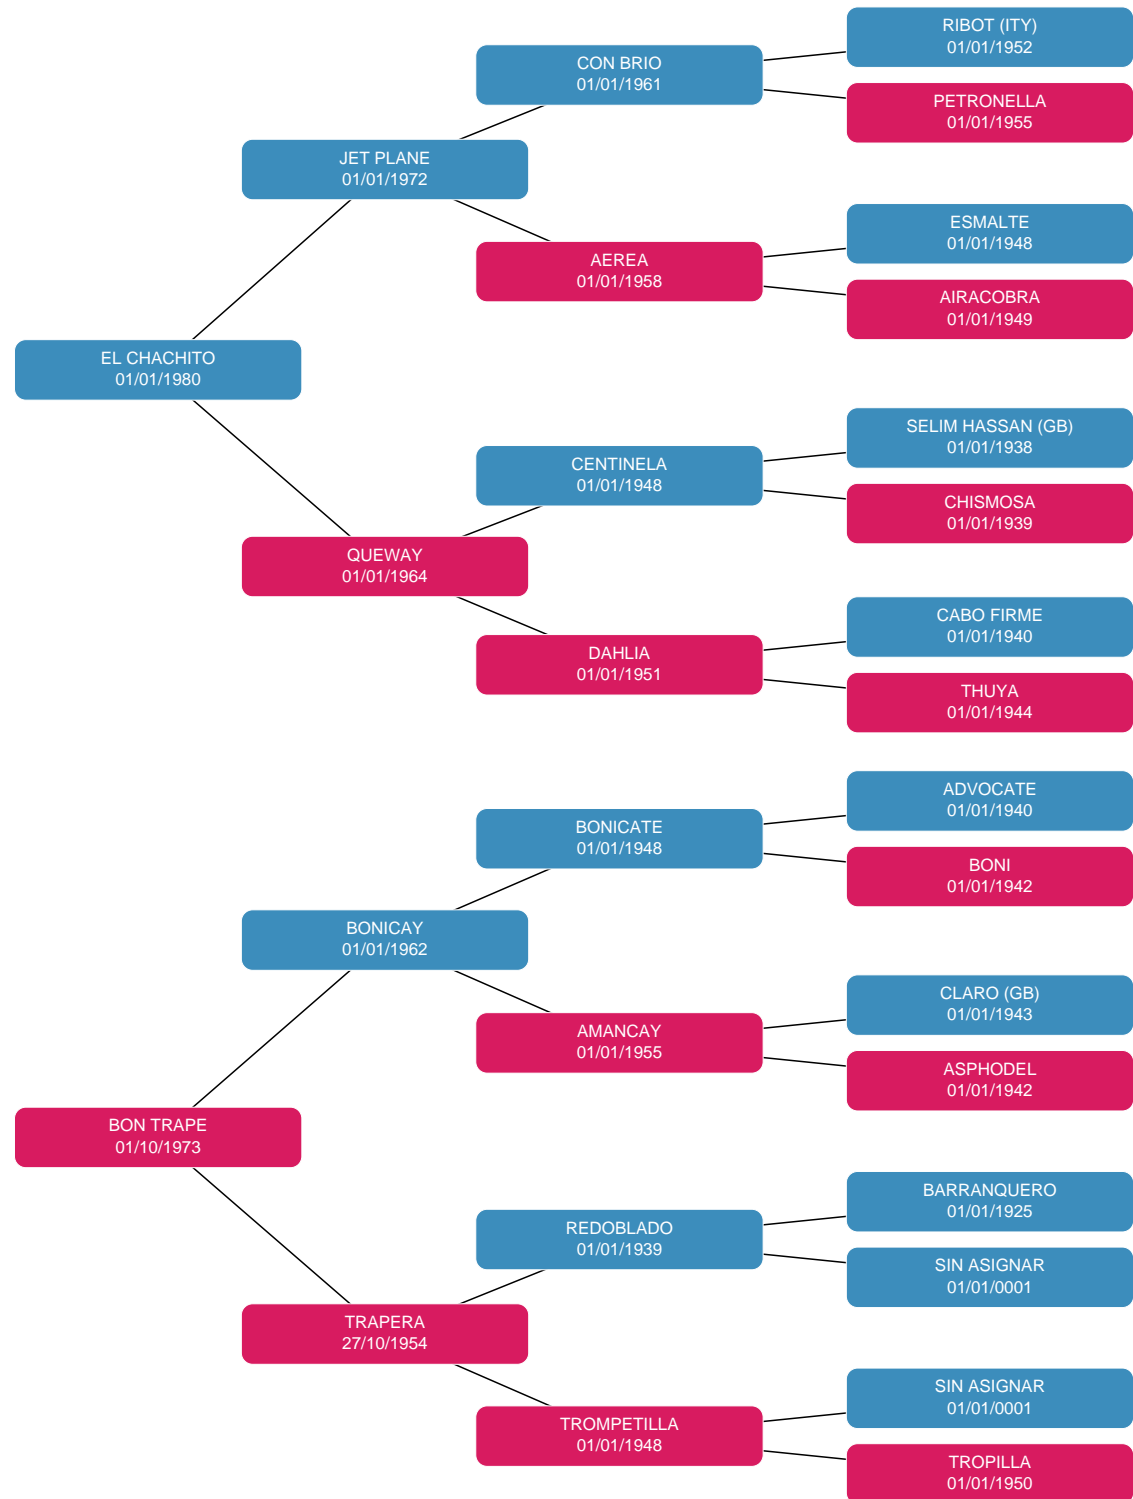 RIBOT (ITY)
01/01/1952
CON BRIO
01/01/1961
PETRONELLA
01/01/1955
JET PLANE
01/01/1972
ESMALTE
01/01/1948
AEREA
01/01/1958
AIRACOBRA
01/01/1949
EL CHACHITO
01/01/1980
SELIM HASSAN (GB)
01/01/1938
CENTINELA
01/01/1948
CHISMOSA
01/01/1939
QUEWAY
01/01/1964
CABO FIRME
01/01/1940
DAHLIA
01/01/1951
THUYA
01/01/1944
ADVOCATE
01/01/1940
BONICATE
01/01/1948
BONI
01/01/1942
BONICAY
01/01/1962
CLARO (GB)
01/01/1943
AMANCAY
01/01/1955
ASPHODEL
01/01/1942
BON TRAPE
01/10/1973
BARRANQUERO
01/01/1925
REDOBLADO
01/01/1939
SIN ASIGNAR
01/01/0001
TRAPERA
27/10/1954
SIN ASIGNAR
01/01/0001
TROMPETILLA
01/01/1948
TROPILLA
01/01/1950